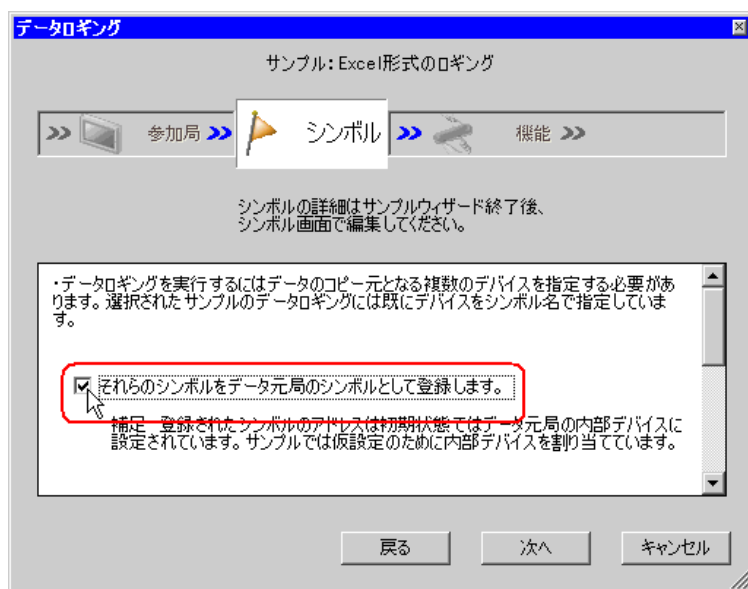 データロギング
サンプル：Excel形式のロギング
>> 参加局 >> シンボル >> 機能 >>
シンボルの詳細はサンプルウィザード終了後、
シンボル画面で編集してください。
・データロギングを実行するにはデータのコピー元となる複数のデバイスを指定する必要があ
ります。選択されたサンプルのデータロギングには既にデバイスをシンボル名で指定していま
す。
それらのシンボルをデータ元局のシンボルとして登録します。
補足 登録されたシンボルのアドレスは初期状態ではデータ元局の内部デバイスに
設定されています。サンプルでは仮設定のために内部デバイスを割り当てています。
戻る 次へ キャンセル